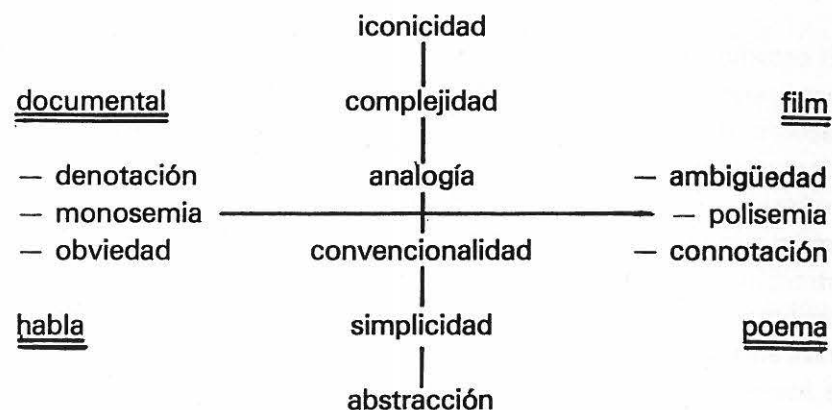 iconicidad
documental complejidad film
— denotación analogía — ambigüedad
— monosemia — polisemia
— obviedad convencionalidad — connotación
habla simplicidad poema
abstracción